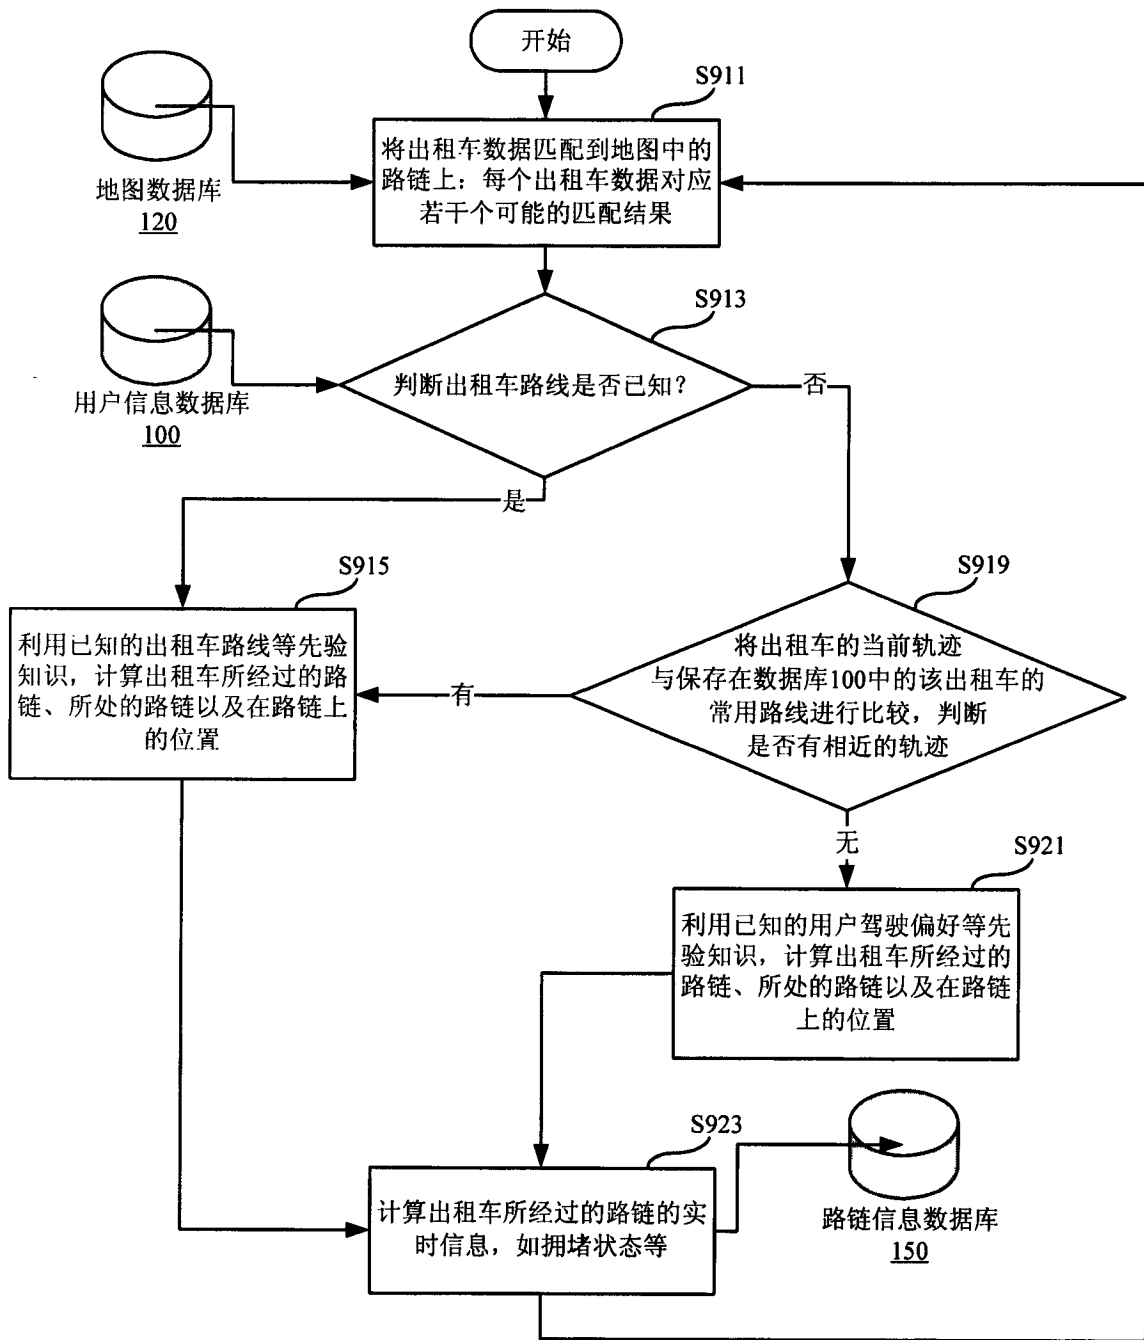 开始
S911
将出租车数据匹配到地图中的
路链上：每个出租车数据对应
若干个可能的匹配结果
地图数据库
120
S913
判断出租车路线是否已知？
否
用户信息数据库
100
是
S915
利用已知的出租车路线等先验
知识，计算出租车所经过的路
链、所处的路链以及在路链上
的位置
S919
将出租车的当前轨迹
与保存在数据库100中的该出租车的
常用路线进行比较，判断
是否有相近的轨迹
有
无
S921
利用已知的用户驾驶偏好等先
验知识，计算出租车所经过的
路链、所处的路链以及在路链
上的位置
S923
计算出租车所经过的路链的实
时信息，如拥堵状态等
路链信息数据库
150